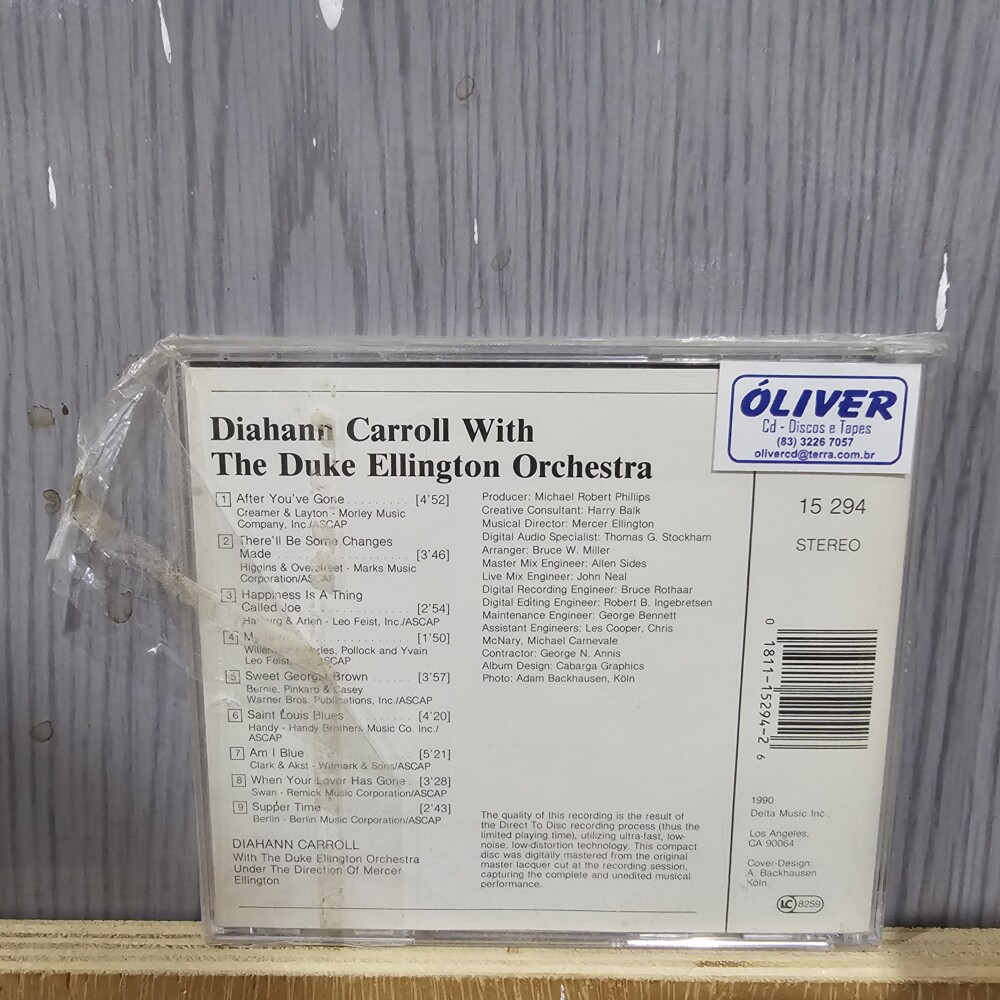 ÓLIVER
Cd - Discos e Tapes
(83) 3226 7057
olivercd@terra.com.br
Diahann Carroll With
The Duke Ellington Orchestra
1 After You've Gone [4'52]
Creamer & Layton - Morley Music
Company, Inc./ASCAP
2 There'll Be Some Changes
Made [3'46]
Higgins & Overstreet - Marks Music
Corporation/ASCAP
3 Happiness Is A Thing
Called Joe [2'54]
Harburg & Arlen - Leo Feist, Inc./ASCAP
4 [1'50]
Pollock and Yvain
Leo Feist, ASCAP
5 Sweet Georgia Brown [3'57]
Bernie, Pinkard & Casey
Warner Bros. Publications, Inc./ASCAP
6 Saint Louis Blues [4'20]
Handy - Handy Brothers Music Co. Inc./
ASCAP
7 Am I Blue [5'21]
Clark & Akst - Witmark & Sons/ASCAP
8 When Your Lover Has Gone [3'28]
Swan - Remick Music Corporation/ASCAP
9 Supper Time [2'43]
Berlin - Berlin Music Corporation/ASCAP
DIAHANN CARROLL
With The Duke Ellington Orchestra
Under The Direction Of Mercer
Ellington
Producer: Michael Robert Phillips
Creative Consultant: Harry Balk
Musical Director: Mercer Ellington
Digital Audio Specialist: Thomas G. Stockham
Arranger: Bruce W. Miller
Master Mix Engineer: Allen Sides
Live Mix Engineer: John Neal
Digital Recording Engineer: Bruce Rothaar
Digital Editing Engineer: Robert B. Ingebretsen
Maintenance Engineer: George Bennett
Assistant Engineers: Les Cooper, Chris
McNary, Michael Carnevale
Contractor: George N. Annis
Album Design: Cabarga Graphics
Photo: Adam Backhausen, Köln
The quality of this recording is the result of
the Direct To Disc recording process (thus the
limited playing time), utilizing ultra-fast, low-
noise, low-distortion technology. This compact
disc was digitally mastered from the original
master lacquer cut at the recording session,
capturing the complete and unedited musical
performance.
15 294
STEREO
0 1811-15294-2 6
1990
Delta Music Inc.,
Los Angeles,
CA 90064
Cover-Design:
A. Backhausen
Köln
LC 8259